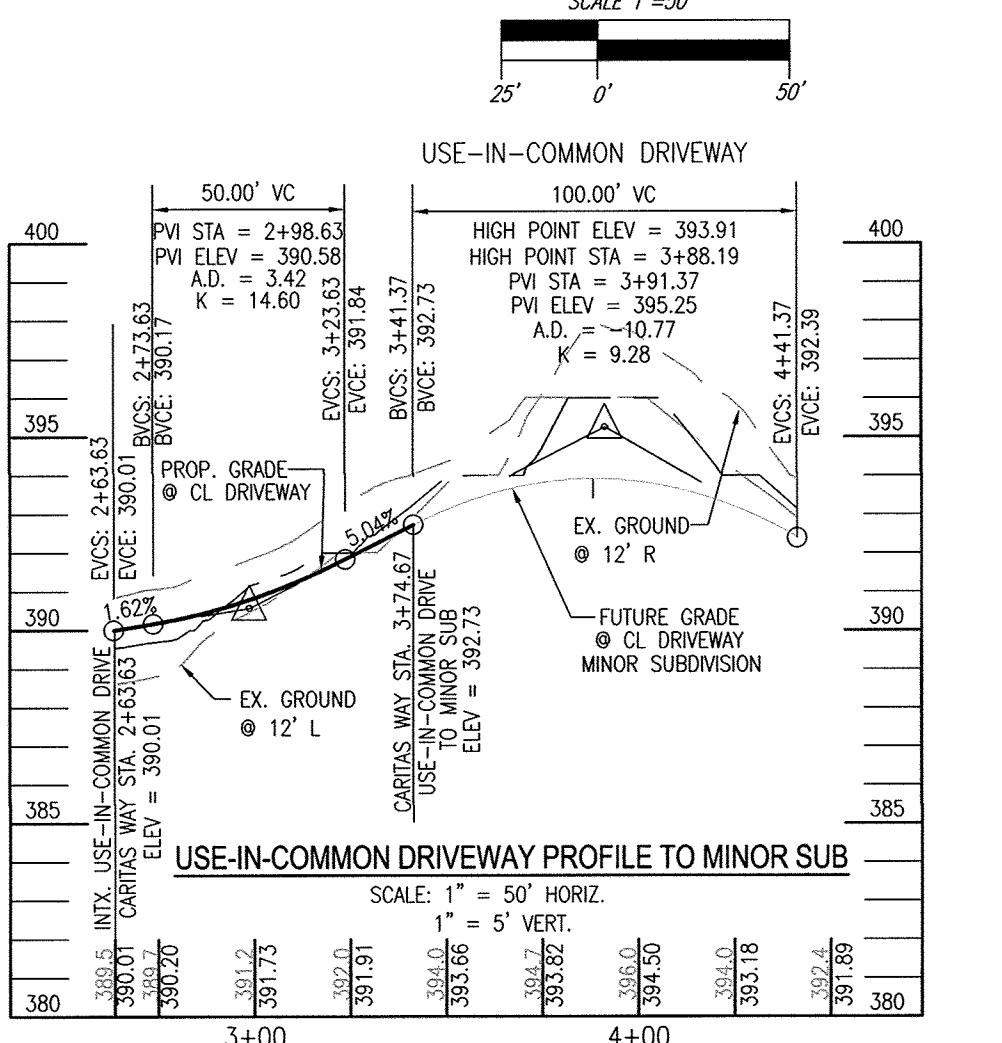 SCALE 1"=50'
25'
0'
50'
USE-IN-COMMON DRIVEWAY
50.00' VC
PVI STA = 2+98.63
PVI ELEV = 390.58
A.D. = 3.42
K = 14.60
100.00' VC
HIGH POINT ELEV = 393.91
HIGH POINT STA = 3+88.19
PVI STA = 3+91.37
PVI ELEV = 395.25
A.D. = -10.77
K = 9.28
400
395
390
385
380
400
395
390
385
380
EVCS: 2+63.63
EVCE: 390.01
BVCS: 2+73.63
BVCE: 390.17
EVCS: 3+23.63
EVCE: 391.84
BVCS: 3+41.37
BVCE: 392.73
EVCS: 4+41.37
EVCE: 392.39
PROP. GRADE
@ CL DRIVEWAY
1.62%
5.04%
EX. GROUND
@ 12' R
EX. GROUND
@ 12' L
FUTURE GRADE
@ CL DRIVEWAY
MINOR SUBDIVISION
INTX. USE-IN-COMMON DRIVE
CARITAS WAY STA. 2+63.63
ELEV = 390.01
CARITAS WAY STA. 3+74.67
USE-IN-COMMON DRIVE
TO MINOR SUB
ELEV = 392.73
USE-IN-COMMON DRIVEWAY PROFILE TO MINOR SUB
SCALE: 1" = 50' HORIZ.
1" = 5' VERT.
389.5
390.01
389.7
390.20
391.2
391.73
392.0
391.91
394.0
393.66
394.7
393.82
396.0
394.50
394.0
393.18
392.4
391.89
3+00
4+00